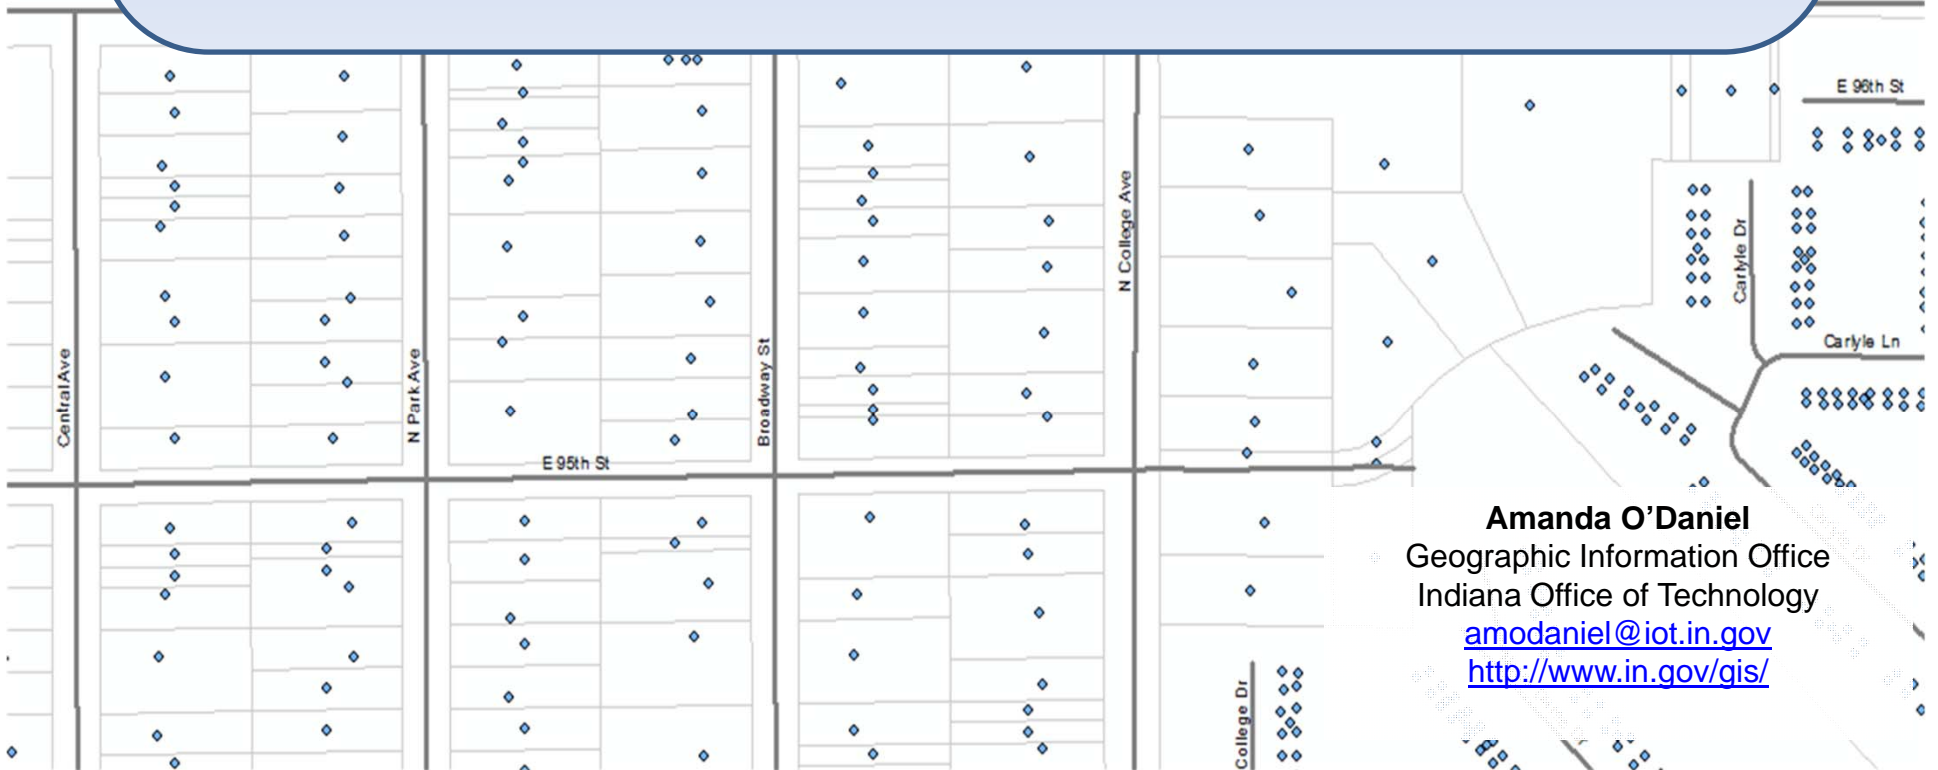 E 96th St
N College Ave
Carlyle Dr
Carlyle Ln
Central Ave
N Park Ave
Broadway St
E 95th St
Amanda O’Daniel
Geographic Information Office
Indiana Office of Technology
amodaniel@iot.in.gov
http://www.in.gov/gis/
College Dr